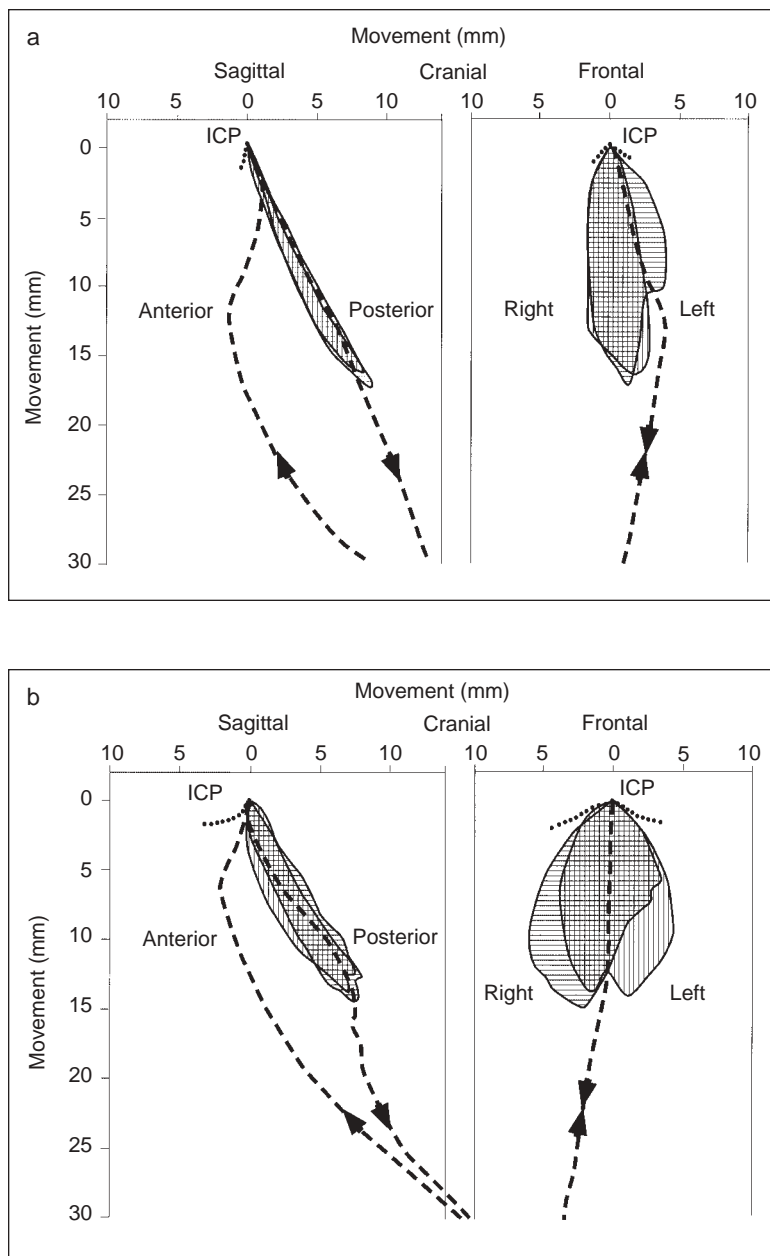 a
Movement (mm)
Sagittal Cranial Frontal
10 5 0 5 10 10 5 0 5 10
ICP ICP
0
5
10
Anterior Posterior Right Left
15
20
25
30
Movement (mm)
b
Movement (mm)
Sagittal Cranial Frontal
10 5 0 5 10 10 5 0 5 10
ICP ICP
0
5
10
Anterior Posterior
Right Left
15
20
25
30
Movement (mm)